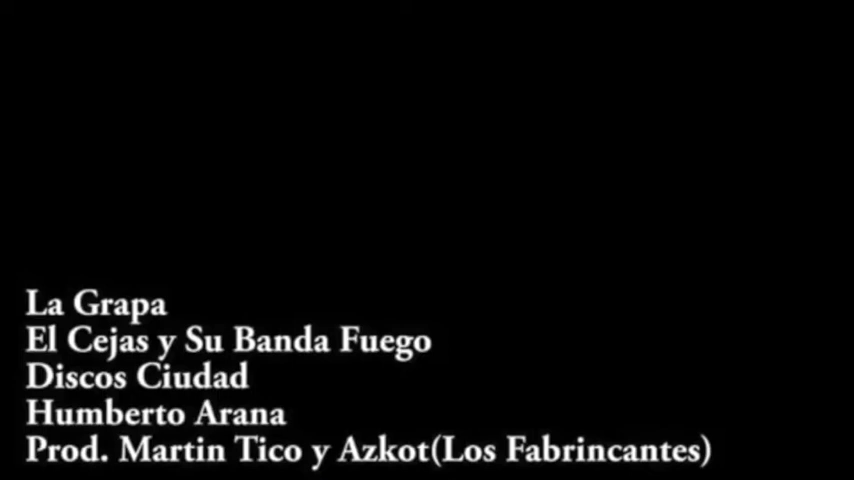 La Grapa
El Cejas y Su Banda Fuego
Discos Ciudad
Humberto Arana
Prod. Martin Tico y Azkot(Los Fabrincantes)